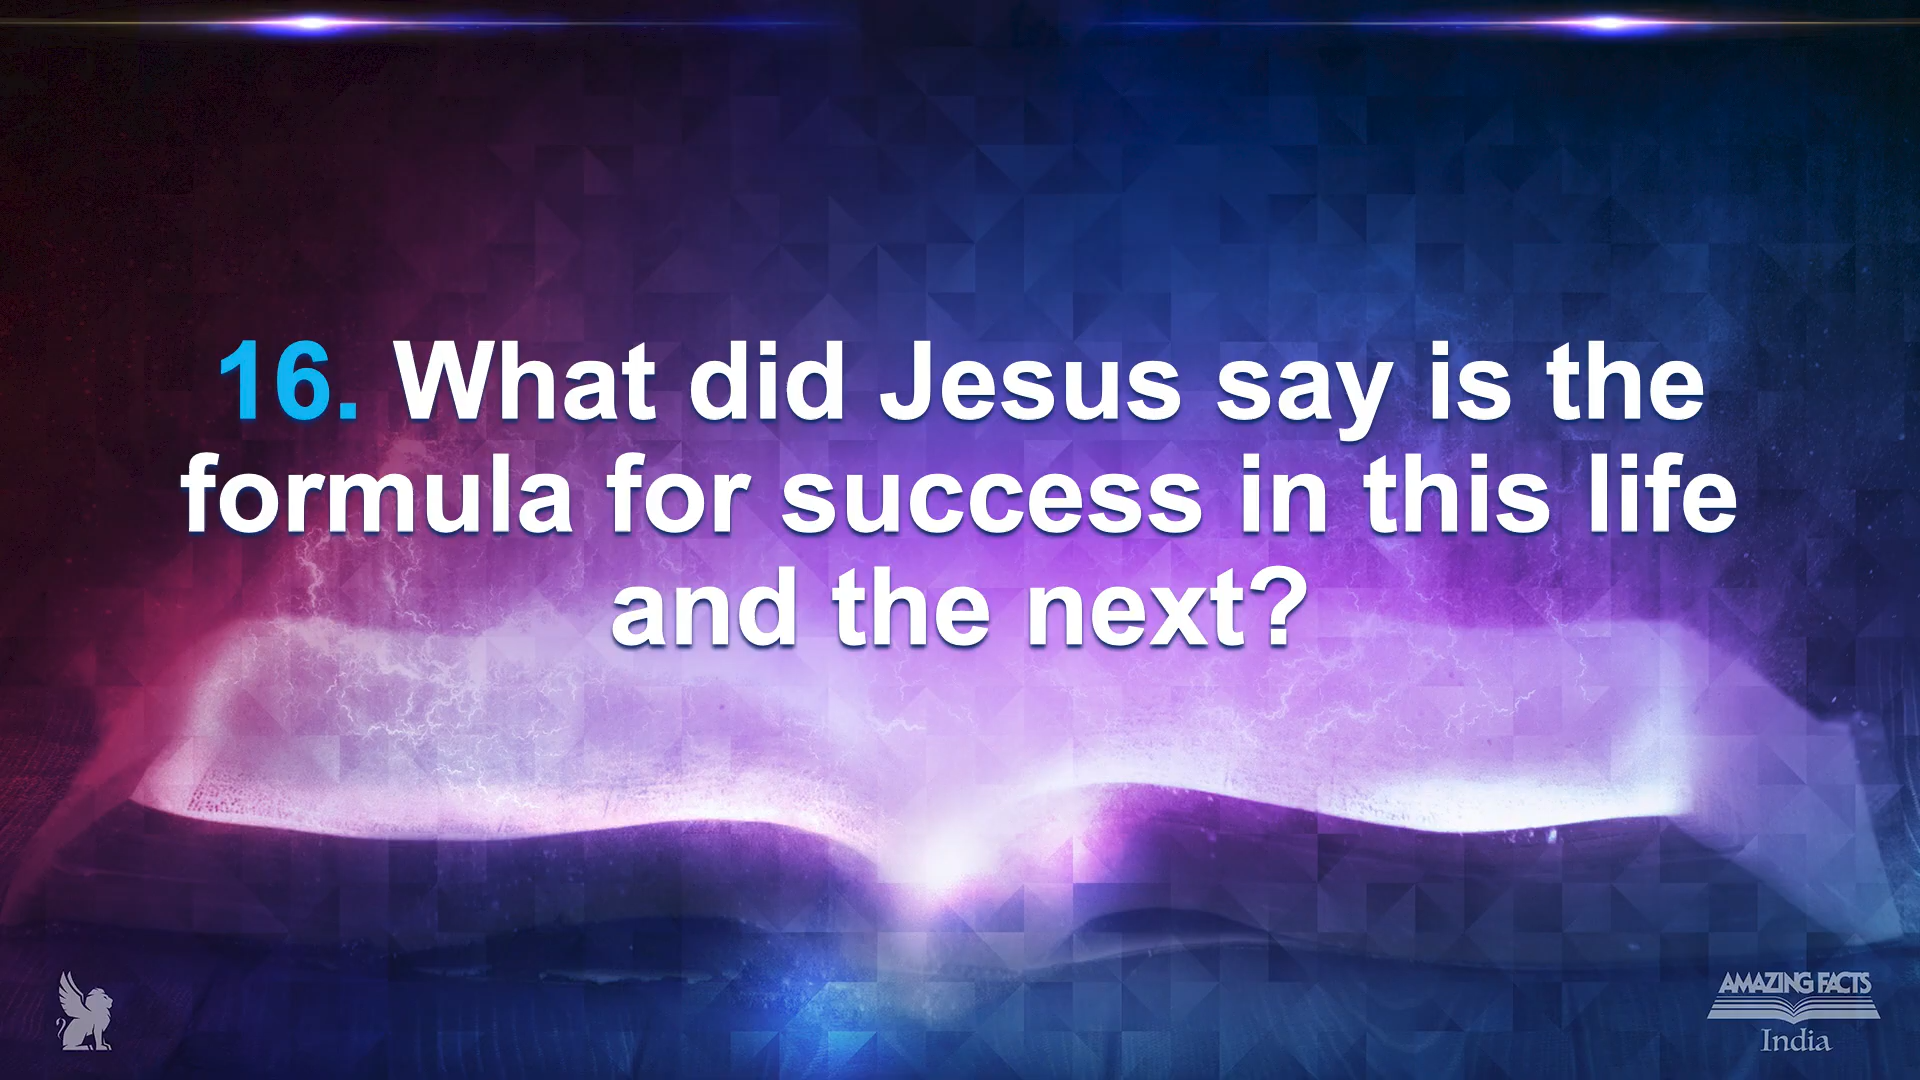 16. What did Jesus say is the
formula for success in this life
and the next?
AMAZING FACTS
India